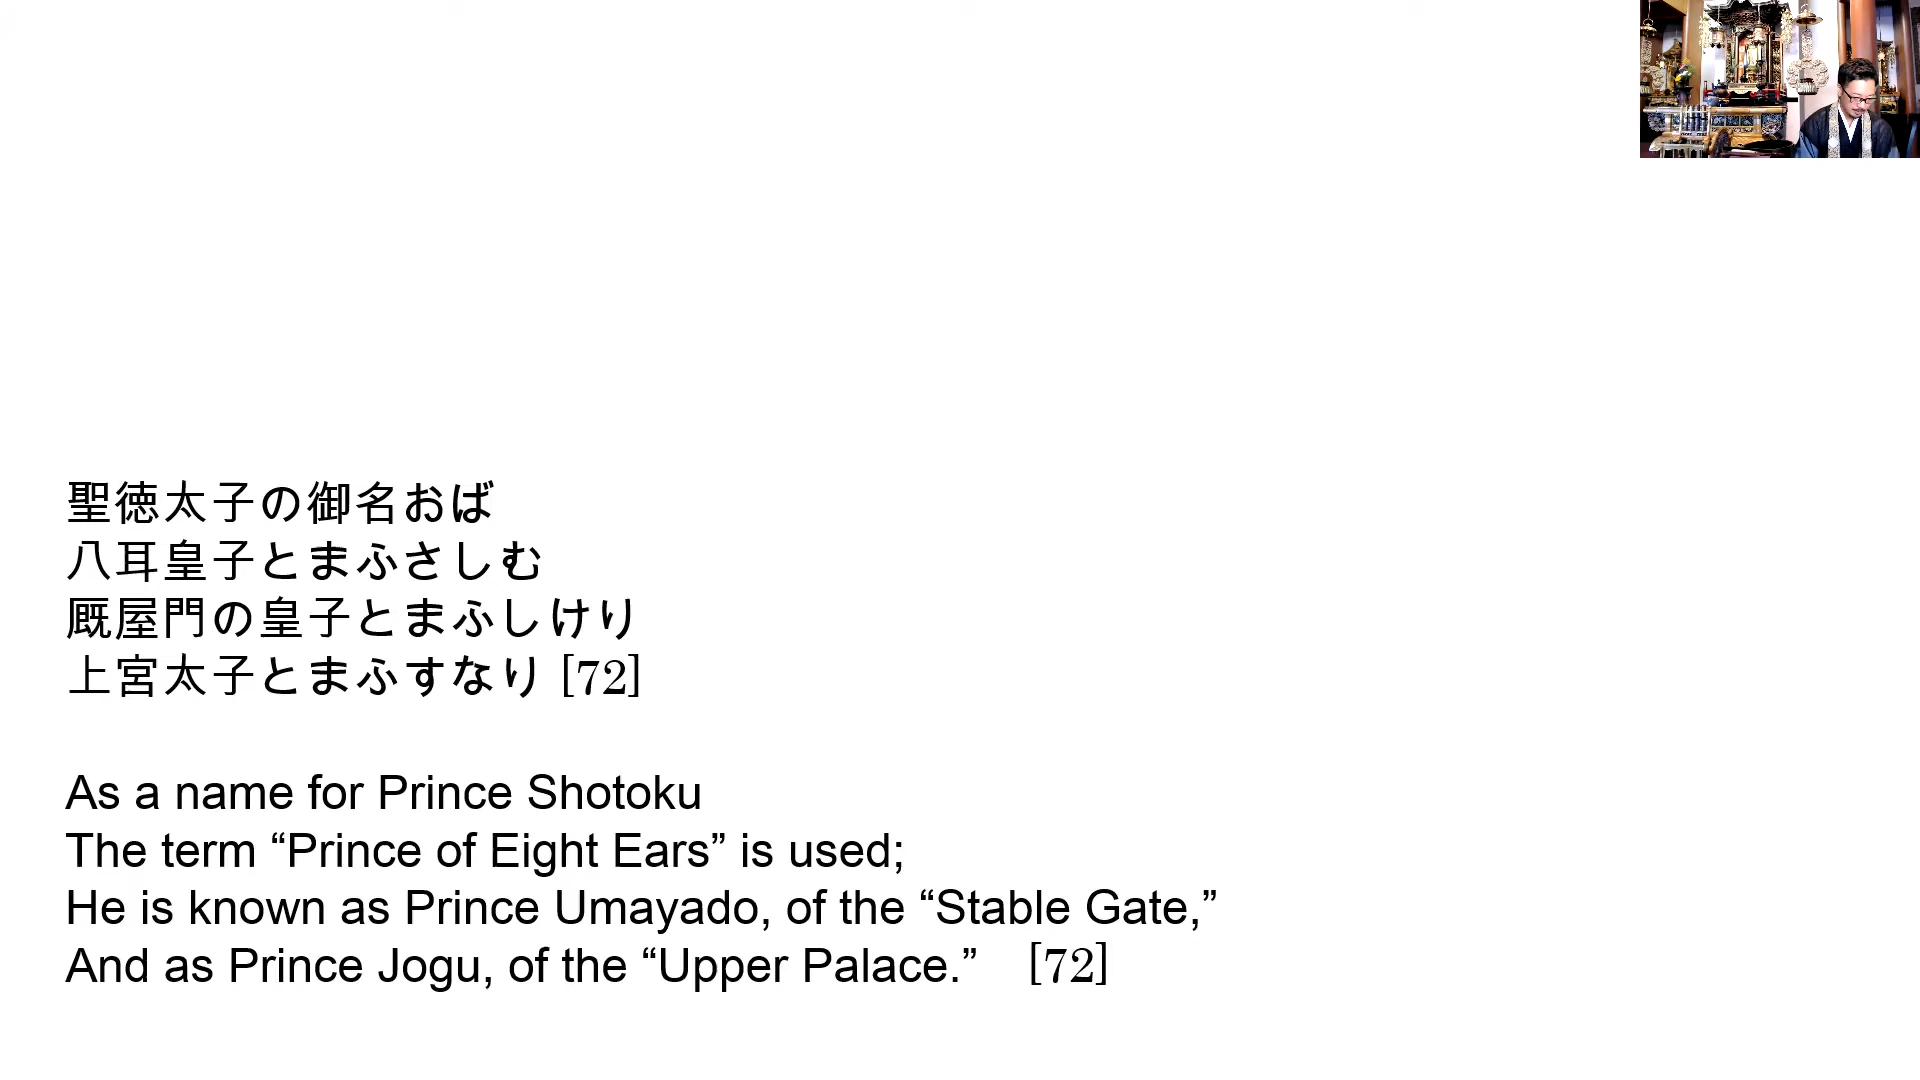 聖徳太子の御名おば
八耳皇子とまふさしむ
厩屋門の皇子とまふしけり
上宮太子とまふすなり [72]
As a name for Prince Shotoku
The term “Prince of Eight Ears” is used;
He is known as Prince Umayado, of the “Stable Gate,”
And as Prince Jogu, of the “Upper Palace.” [72]